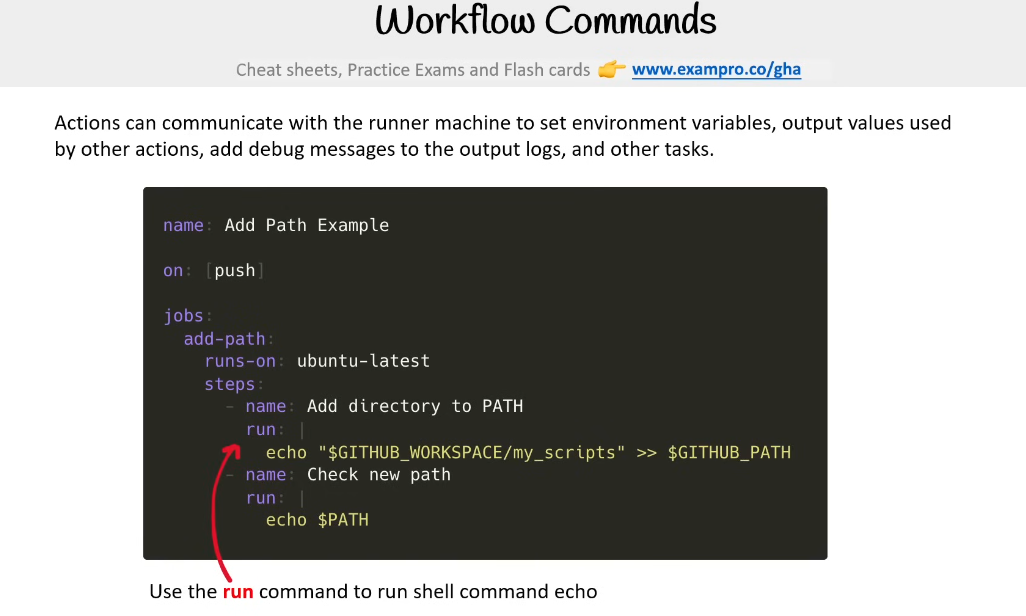 Workflow Commands
Cheat sheets, Practice Exams and Flash cards 👉 www.exampro.co/gha
Actions can communicate with the runner machine to set environment variables, output values used
by other actions, add debug messages to the output logs, and other tasks.
name: Add Path Example
on: [push]
jobs:
  add-path:
    runs-on: ubuntu-latest
    steps:
      - name: Add directory to PATH
        run: |
          echo "$GITHUB_WORKSPACE/my_scripts" >> $GITHUB_PATH
      - name: Check new path
        run: |
          echo $PATH
Use the run command to run shell command echo